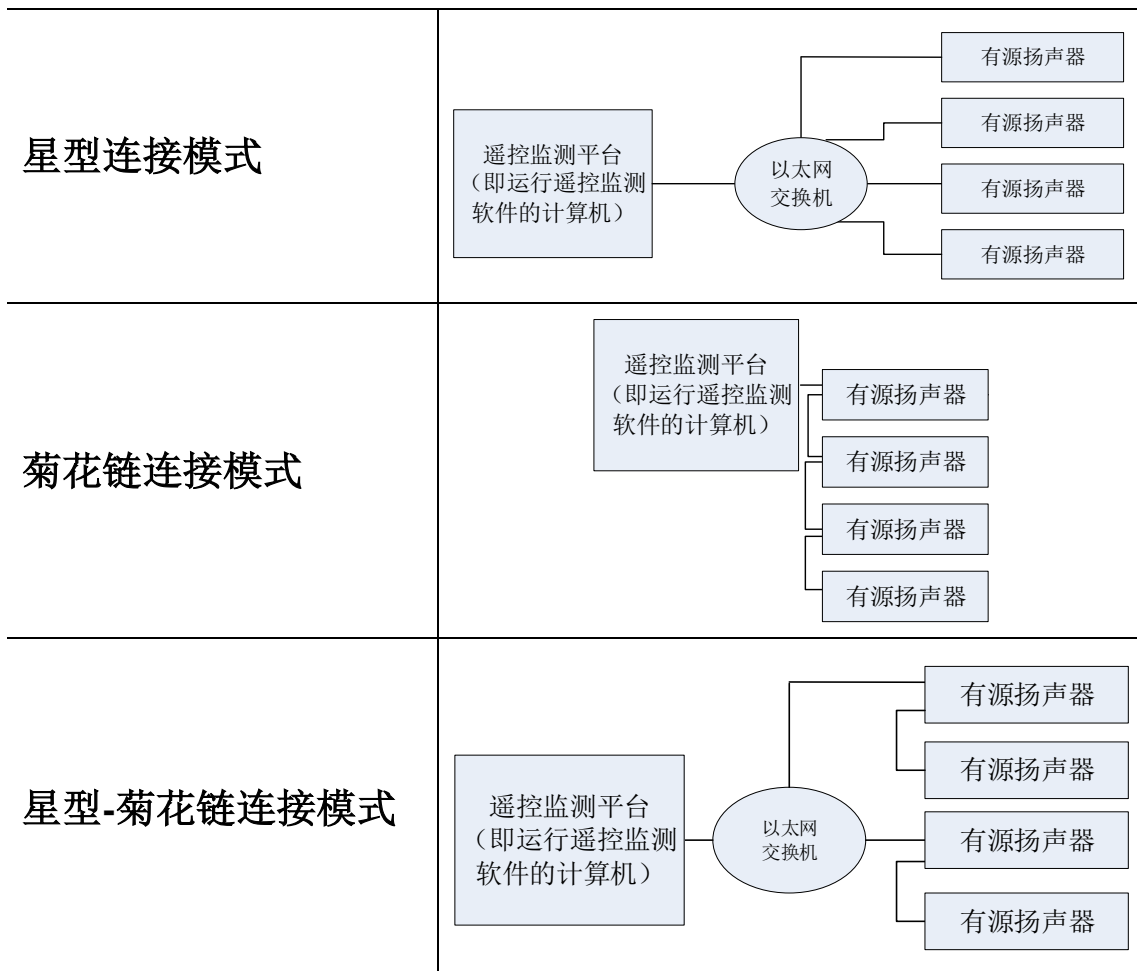 星型连接模式
遥控监测平台
（即运行遥控监测
软件的计算机）
以太网
交换机
有源扬声器
有源扬声器
有源扬声器
有源扬声器
菊花链连接模式
遥控监测平台
（即运行遥控监测
软件的计算机）
有源扬声器
有源扬声器
有源扬声器
有源扬声器
星型-菊花链连接模式
遥控监测平台
（即运行遥控监测
软件的计算机）
以太网
交换机
有源扬声器
有源扬声器
有源扬声器
有源扬声器